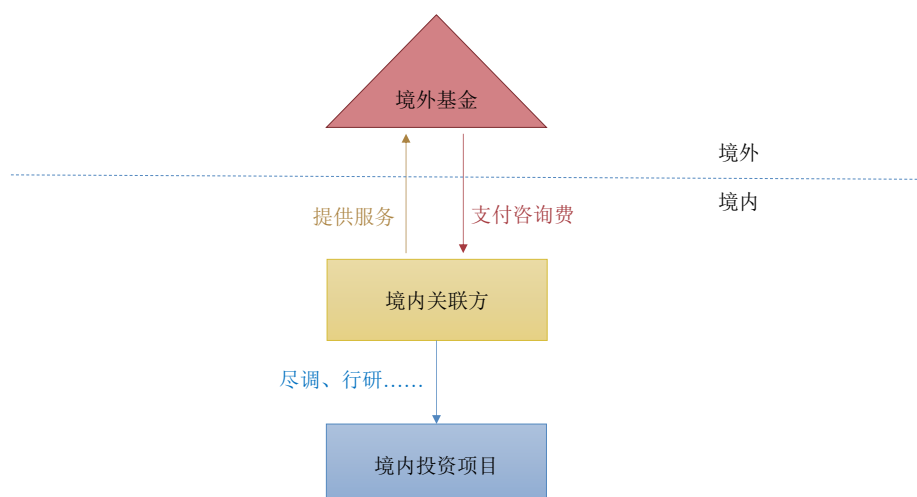 境外基金
境外
境内
提供服务
支付咨询费
境内关联方
尽调、行研……
境内投资项目